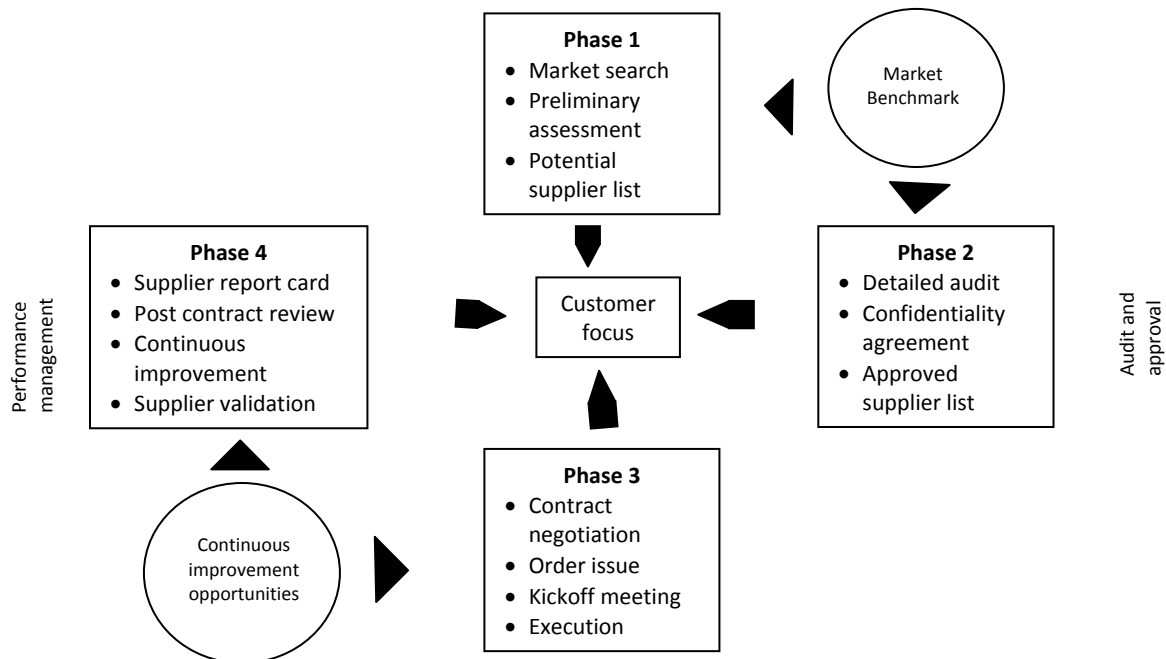 Phase 1
• Market search
• Preliminary
assessment
• Potential
supplier list
Market
Benchmark
Phase 4
• Supplier report card
• Post contract review
• Continuous
improvement
• Supplier validation
Performance
management
Customer
focus
Phase 2
• Detailed audit
• Confidentiality
agreement
• Approved
supplier list
Audit and
approval
Phase 3
• Contract
negotiation
• Order issue
• Kickoff meeting
• Execution
Continuous
improvement
opportunities